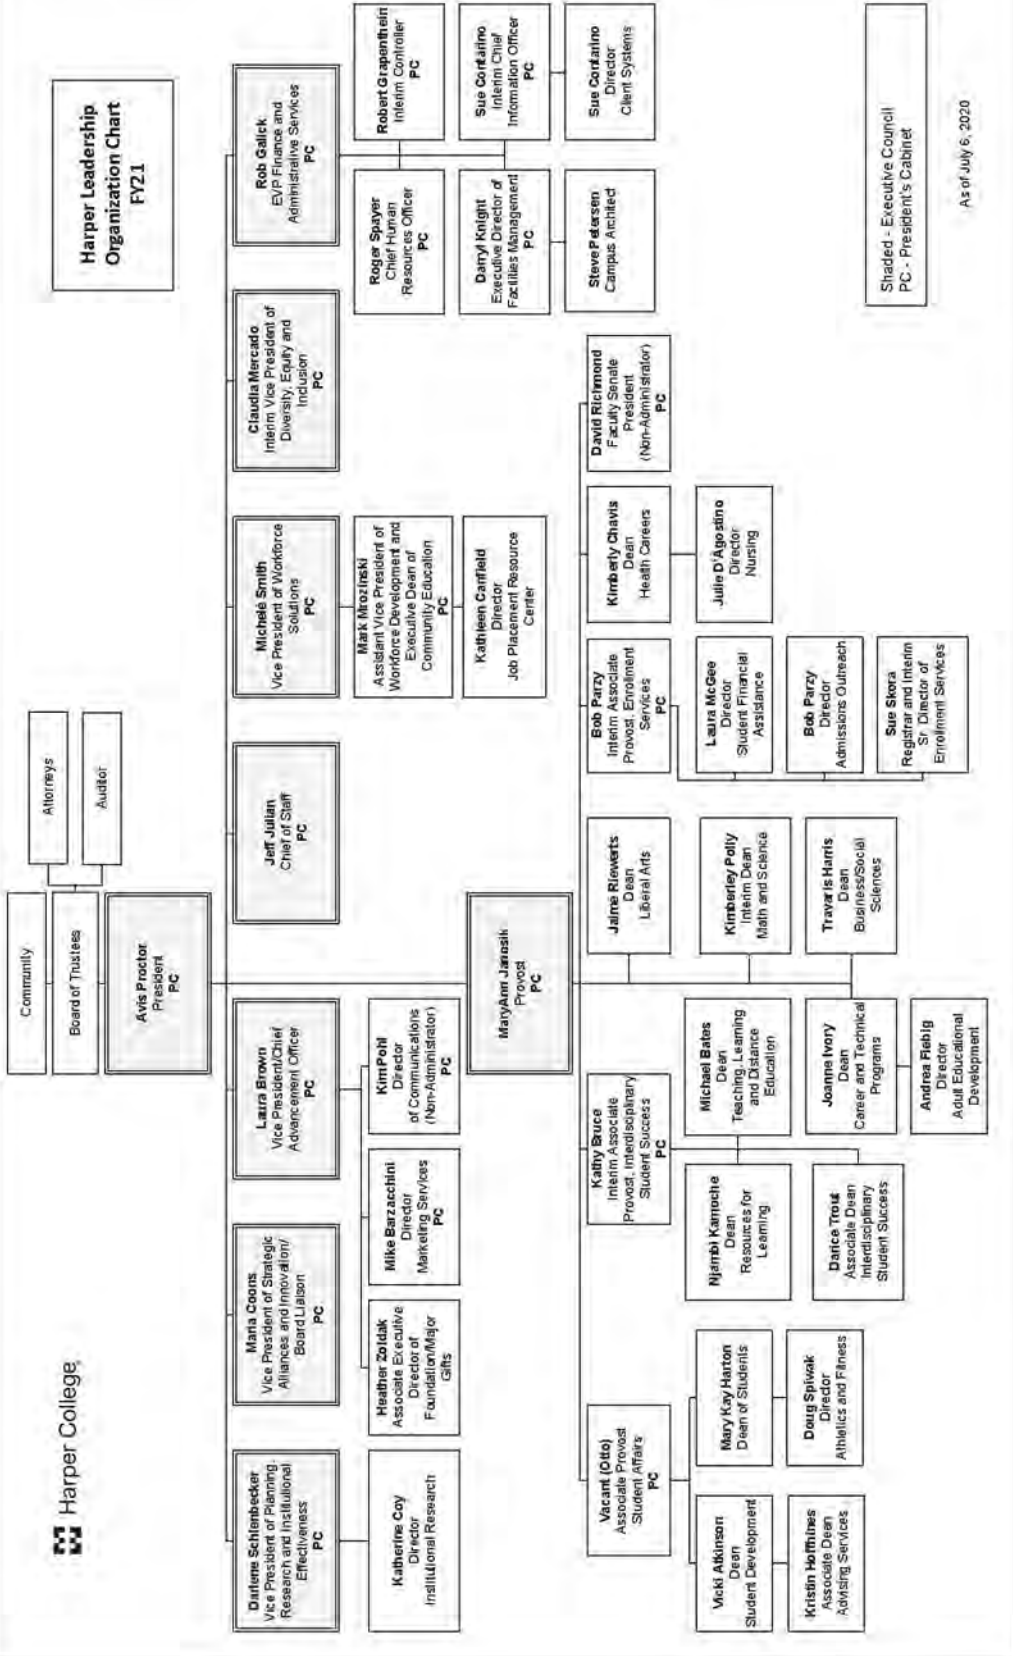 Harper College
Harper Leadership
Organization Chart
FY21
Community
Board of Trustees
Attorneys
Auditor
Avis Proctor
President
PC
Darlene Schlenbecker
Vice President of Planning,
Research and Institutional
Effectiveness
PC
Maria Coons
Vice President of Strategic
Alliances and Innovation/
Board Liaison
PC
Laura Brown
Vice President/Chief
Advancement Officer
PC
Jeff Julian
Chief of Staff
PC
Michelé Smith
Vice President of Workforce
Solutions
PC
Claudia Mercado
Interim Vice President of
Diversity, Equity and
Inclusion
PC
Rob Galick
EVP Finance and
Administrative Services
PC
Katherine Coy
Director
Institutional Research
Heather Zoldak
Associate Executive
Director of
Foundation/Major
Gifts
Mike Barzacchini
Director
Marketing Services
PC
Kim Pohl
Director
of Communications
(Non-Administrator)
PC
Mark Mrozinski
Assistant Vice President of
Workforce Development and
Executive Dean of
Community Education
PC
Kathleen Canfield
Director
Job Placement Resource
Center
Roger Spayer
Chief Human
Resources Officer
PC
Robert Grapenthein
Interim Controller
PC
Darryl Knight
Executive Director of
Facilities Management
PC
Sue Contarino
Interim Chief
Information Officer
PC
Steve Petersen
Campus Architect
Sue Contarino
Director
Client Systems
MaryAnn Janosik
Provost
PC
Vacant (Otto)
Associate Provost
Student Affairs
PC
Kathy Bruce
Interim Associate
Provost, Interdisciplinary
Student Success
PC
Jaime Riewerts
Dean
Liberal Arts
Bob Parzy
Interim Associate
Provost, Enrollment
Services
PC
Kimberly Chavis
Dean
Health Careers
David Richmond
Faculty Senate
President
(Non-Administrator)
PC
Vicki Atkinson
Dean
Student Development
Mary Kay Harton
Dean of Students
Kristin Hoffhines
Associate Dean
Advising Services
Doug Spiwak
Director
Athletics and Fitness
Njambi Kamoche
Dean
Resources for
Learning
Michael Bates
Dean
Teaching, Learning
and Distance
Education
Darice Trout
Associate Dean
Interdisciplinary
Student Success
Joanne Ivory
Dean
Career and Technical
Programs
Andrea Fiebig
Director
Adult Educational
Development
Kimberley Polly
Interim Dean
Math and Science
Travaris Harris
Dean
Business/Social
Sciences
Laura McGee
Director
Student Financial
Assistance
Bob Parzy
Director
Admissions Outreach
Sue Skora
Registrar and Interim
Sr. Director of
Enrollment Services
Julie D'Agostino
Director
Nursing
Shaded - Executive Council
PC - President's Cabinet
As of July 6, 2020